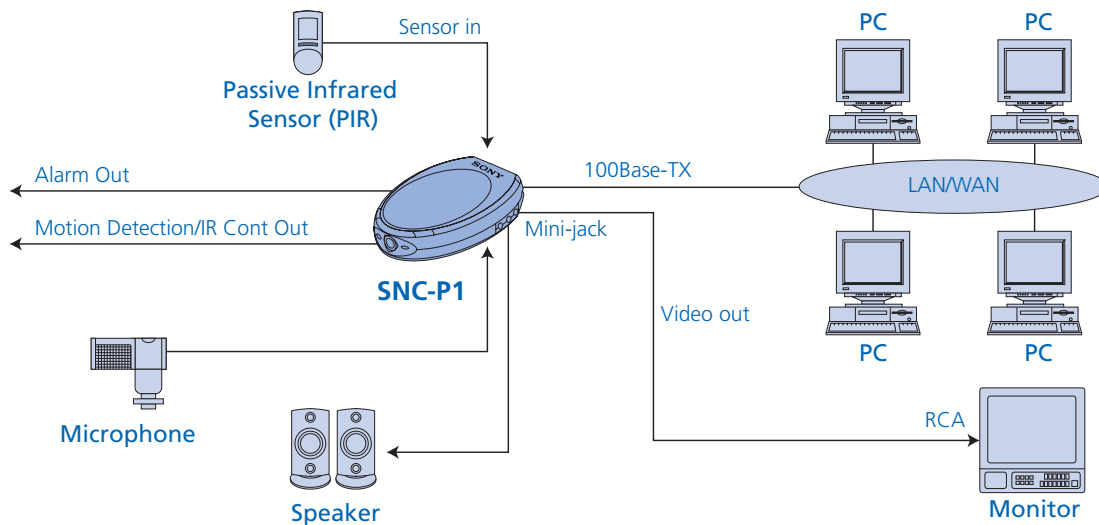 Sensor in
PC
PC
Passive Infrared
Sensor (PIR)
SONY
Alarm Out
100Base-TX
LAN/WAN
Motion Detection/IR Cont Out
Mini-jack
SNC-P1
Video out
PC
PC
Microphone
RCA
Speaker
Monitor